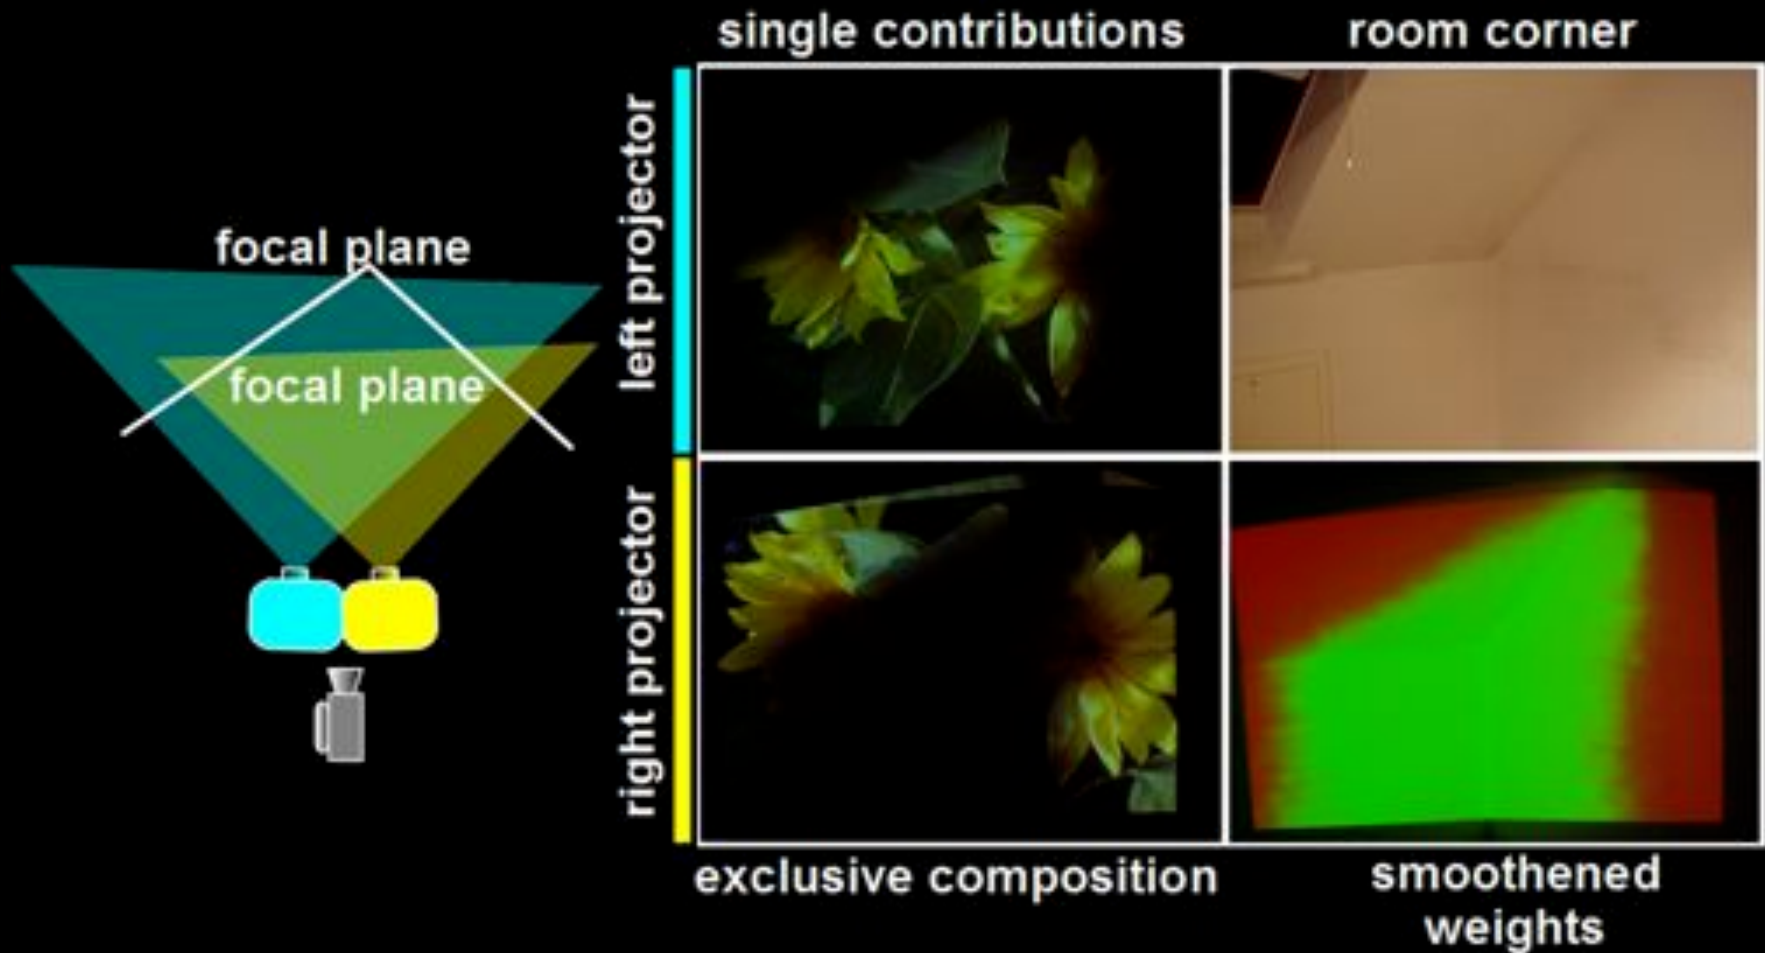 single contributions
room corner
focal plane
focal plane
left projector
right projector
exclusive composition
smoothened
weights